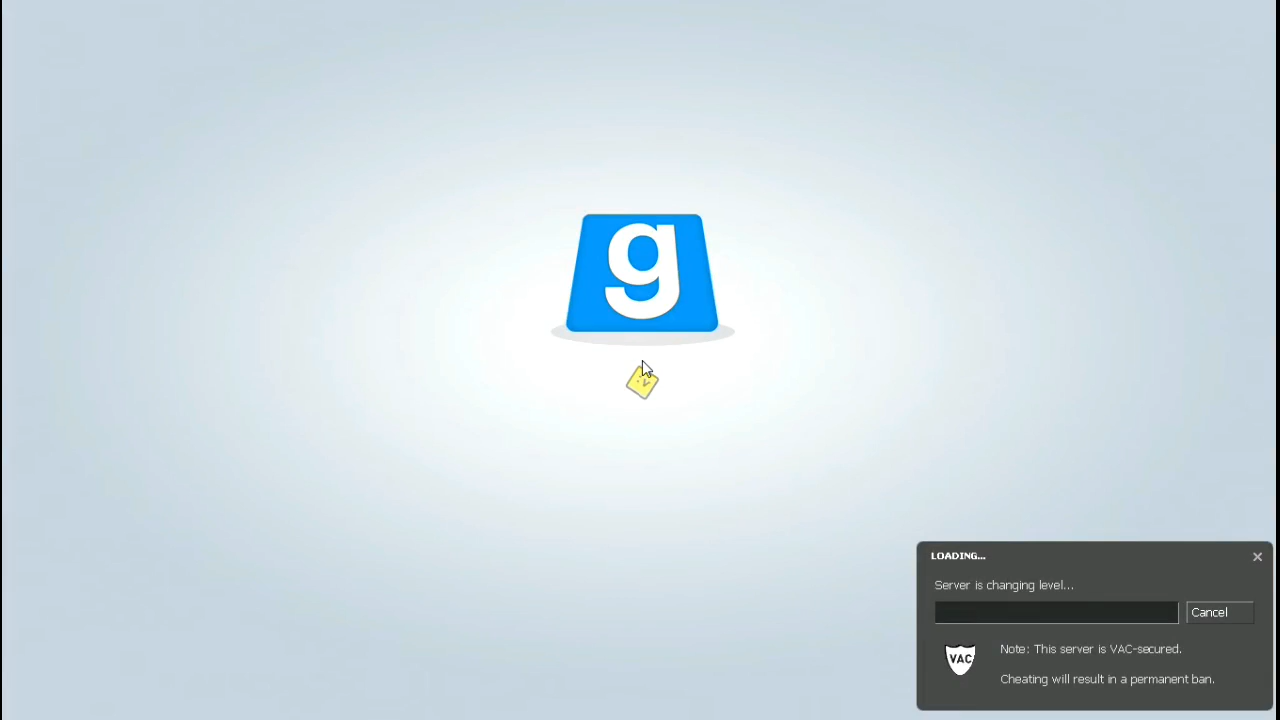 g
LOADING...
Server is changing level...
Cancel
VAC
Note: This server is VAC-secured.
Cheating will result in a permanent ban.